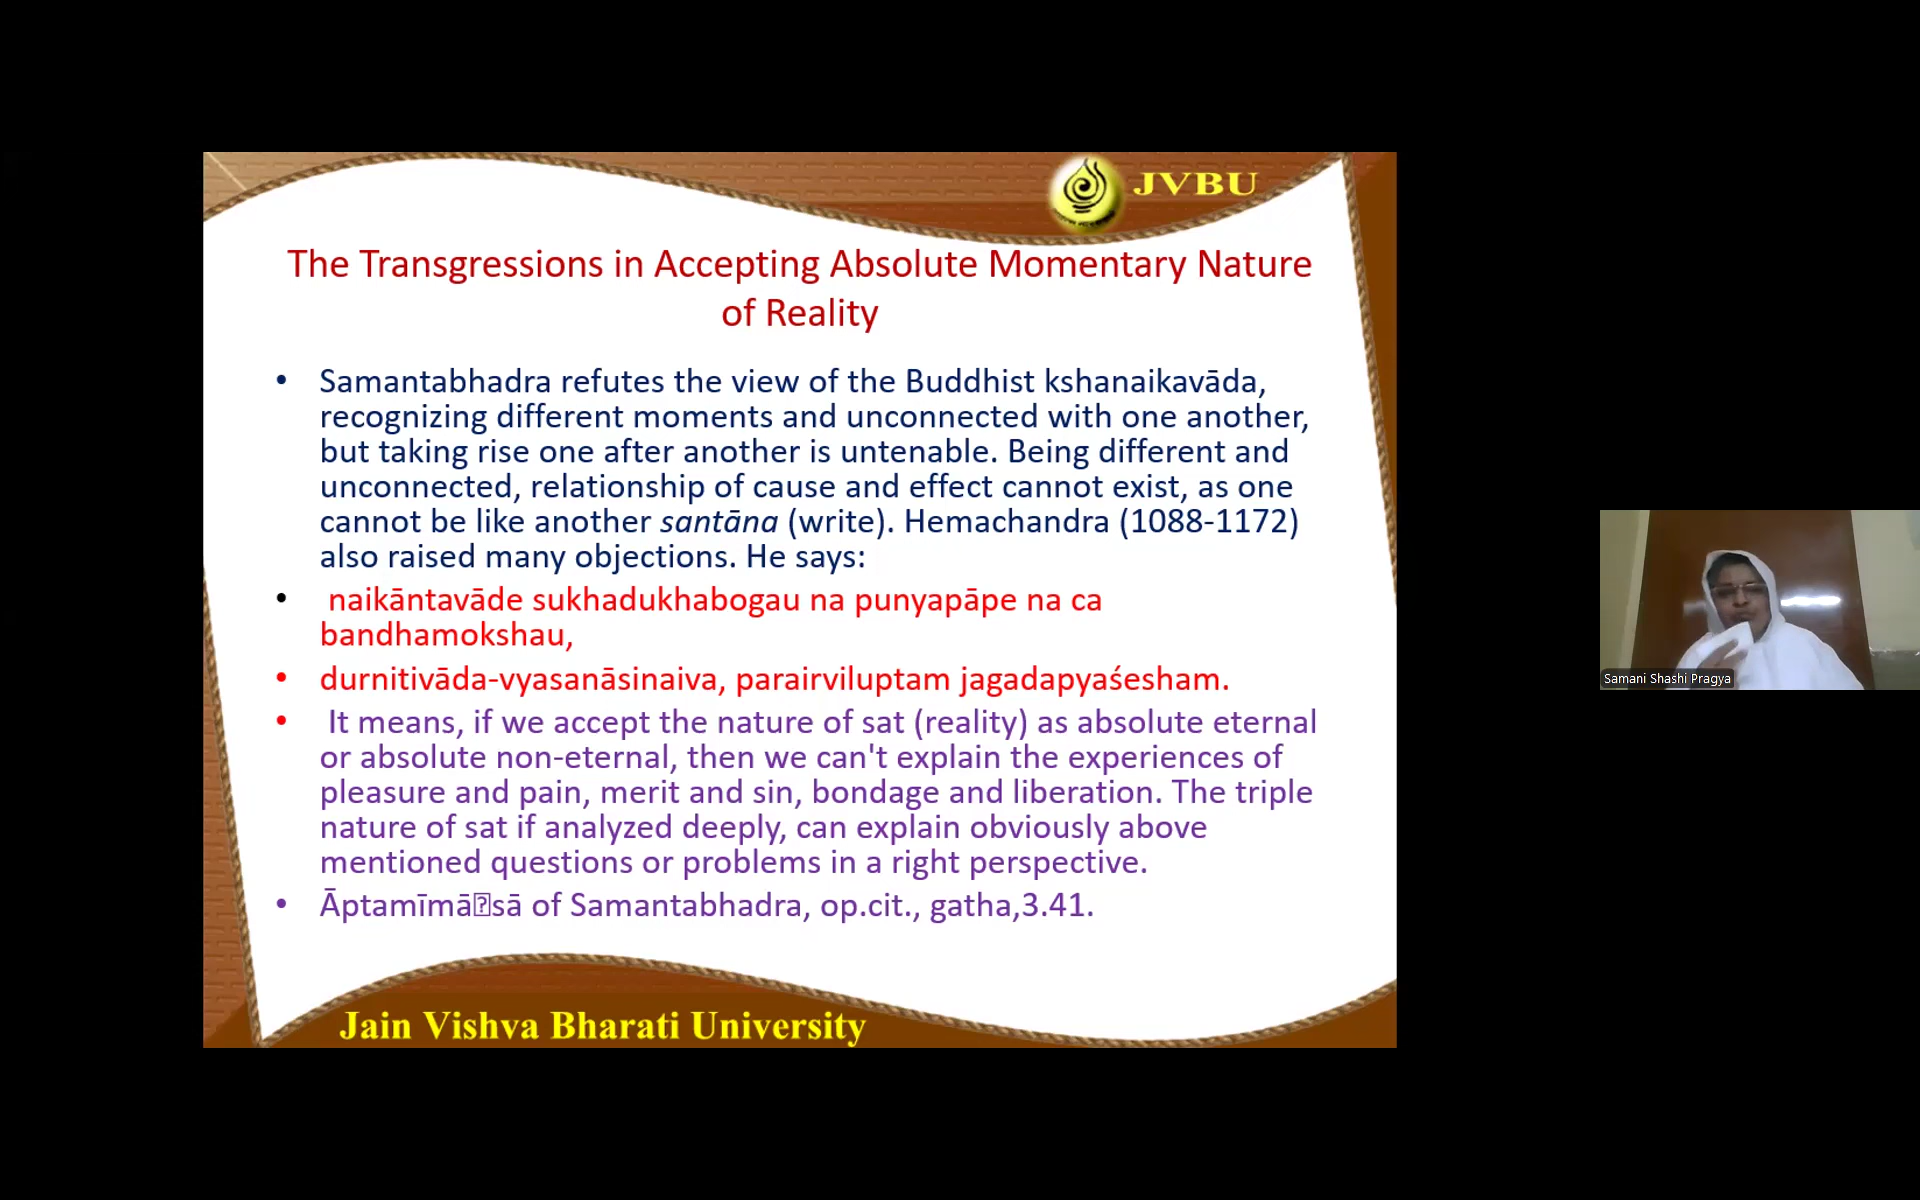 JVBU
The Transgressions in Accepting Absolute Momentary Nature
of Reality
• Samantabhadra refutes the view of the Buddhist kshanaikavāda,
recognizing different moments and unconnected with one another,
but taking rise one after another is untenable. Being different and
unconnected, relationship of cause and effect cannot exist, as one
cannot be like another santāna (write). Hemachandra (1088-1172)
also raised many objections. He says:
• naikāntavāde sukhadukhabogau na punyapāpe na ca
bandhamokshau,
• durnitivāda-vyasanāsinaiva, parairviluptam jagadapyaśesham.
• It means, if we accept the nature of sat (reality) as absolute eternal
or absolute non-eternal, then we can't explain the experiences of
pleasure and pain, merit and sin, bondage and liberation. The triple
nature of sat if analyzed deeply, can explain obviously above
mentioned questions or problems in a right perspective.
• Āptamīmā⍰sā of Samantabhadra, op.cit., gatha,3.41.
Jain Vishva Bharati University
Samani Shashi Pragya